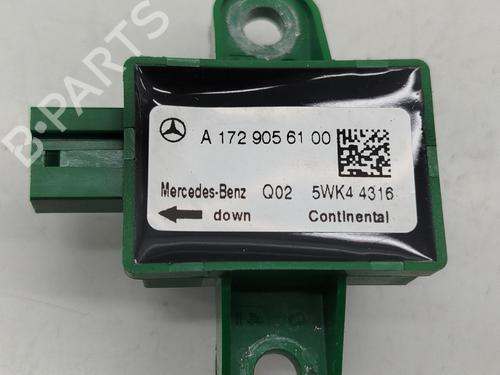 B-PARTS
A 172 905 61 00
Mercedes-Benz Q02 5WK4 4316
down Continental